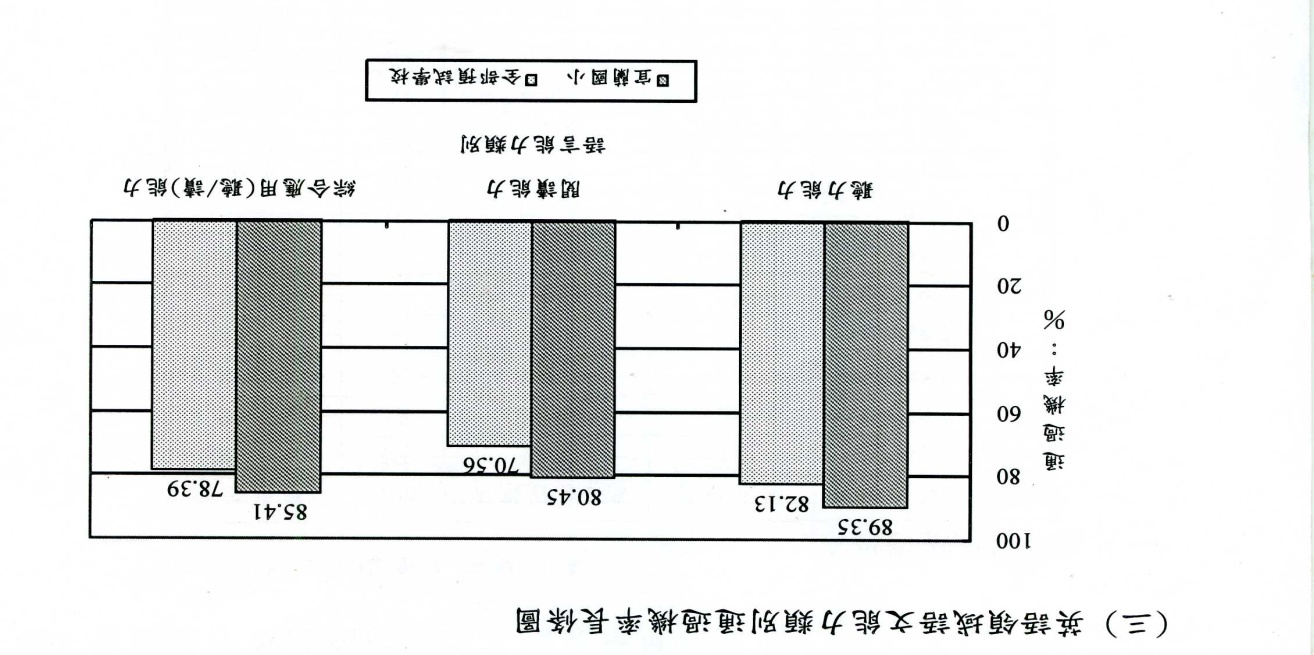 (三) 英語領域語文能力類別通過機率長條圖
通過機率：%
100
80
60
40
20
0
89.35
82.13
80.45
70.56
85.41
78.39
聽力能力
閱讀能力
綜合應用(聽/讀)能力
語言能力類別
宜蘭國小 全部預試學校